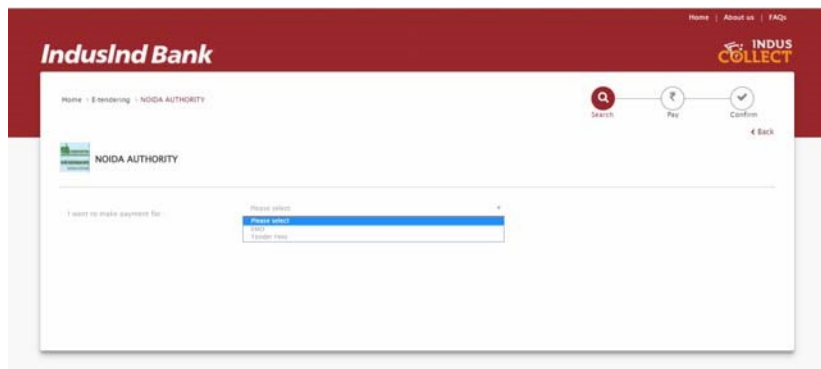 Home | About us | FAQs
IndusInd Bank
INDUS
COLLECT
Home > E-tendering > NOIDA AUTHORITY
Search
₹
Pay
Confirm
< Back
NOIDA AUTHORITY
I want to make payment for
Please select
Please select
EMD
Tender Fees